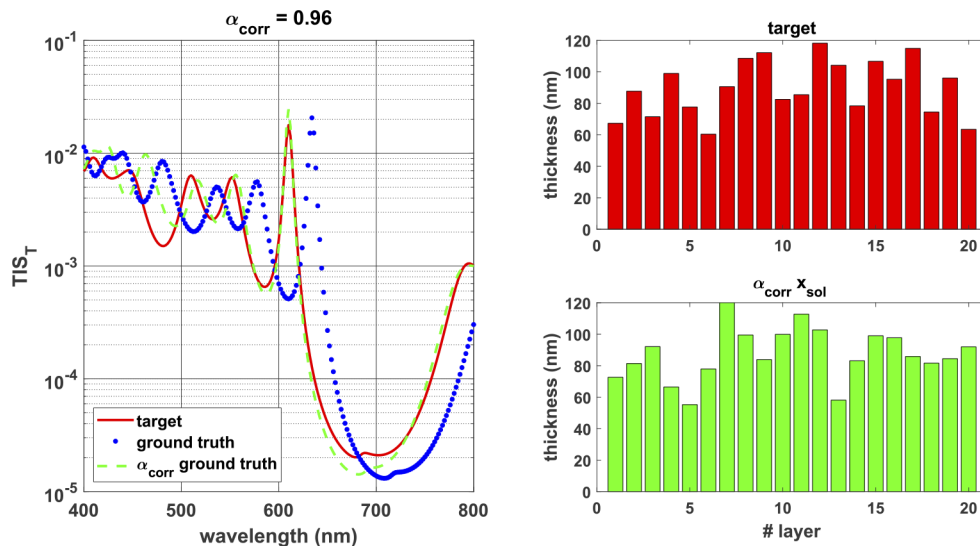 α_corr = 0.96
10^-1
10^-2
10^-3
10^-4
10^-5
TIS_T
400 500 600 700 800
wavelength (nm)
target
ground truth
α_corr ground truth
target
120
100
80
60
40
20
0
thickness (nm)
0 5 10 15 20
α_corr x_sol
120
100
80
60
40
20
0
thickness (nm)
0 5 10 15 20
# layer